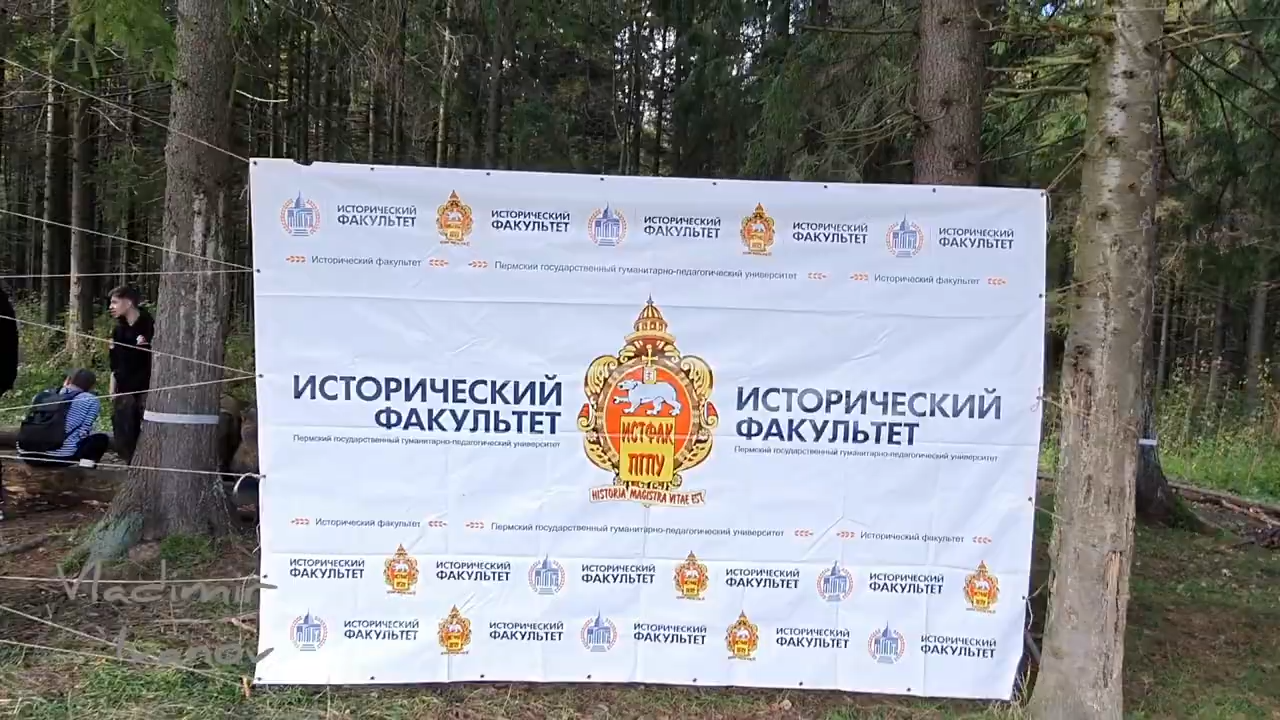 ИСТОРИЧЕСКИЙ ФАКУЛЬТЕТ ИСТОРИЧЕСКИЙ ФАКУЛЬТЕТ ИСТОРИЧЕСКИЙ ФАКУЛЬТЕТ ИСТОРИЧЕСКИЙ ФАКУЛЬТЕТ ИСТОРИЧЕСКИЙ ФАКУЛЬТЕТ
Исторический факультет Пермский государственный гуманитарно-педагогический университет Исторический факультет
ИСТОРИЧЕСКИЙ
ФАКУЛЬТЕТ
Пермский государственный гуманитарно-педагогический университет
ИСТФАК
ПГПУ
HISTORIA MAGISTRA VITAE EST
ИСТОРИЧЕСКИЙ
ФАКУЛЬТЕТ
Пермский государственный гуманитарно-педагогический университет
Исторический факультет Пермский государственный гуманитарно-педагогический университет Исторический факультет
ИСТОРИЧЕСКИЙ ФАКУЛЬТЕТ ИСТОРИЧЕСКИЙ ФАКУЛЬТЕТ ИСТОРИЧЕСКИЙ ФАКУЛЬТЕТ ИСТОРИЧЕСКИЙ ФАКУЛЬТЕТ ИСТОРИЧЕСКИЙ ФАКУЛЬТЕТ
ИСТОРИЧЕСКИЙ ФАКУЛЬТЕТ ИСТОРИЧЕСКИЙ ФАКУЛЬТЕТ ИСТОРИЧЕСКИЙ ФАКУЛЬТЕТ ИСТОРИЧЕСКИЙ ФАКУЛЬТЕТ ИСТОРИЧЕСКИЙ ФАКУЛЬТЕТ
Vladimir